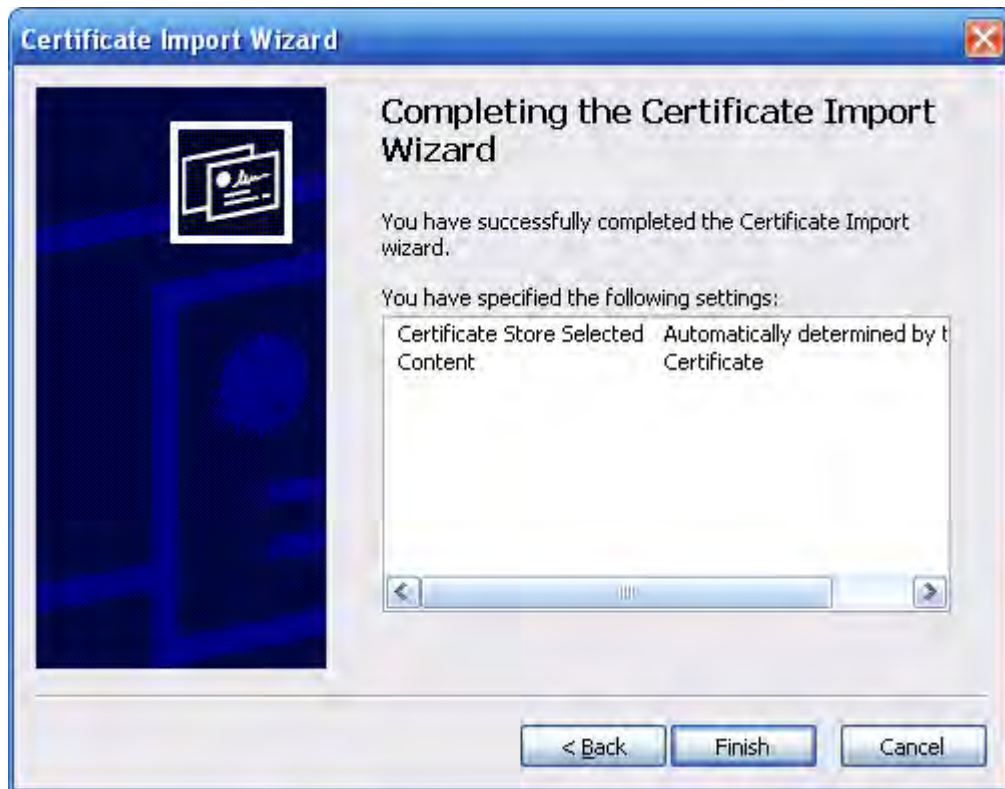 Certificate Import Wizard
Completing the Certificate Import
Wizard
You have successfully completed the Certificate Import
wizard.
You have specified the following settings:
Certificate Store Selected Automatically determined by t
Content Certificate
< Back Finish Cancel